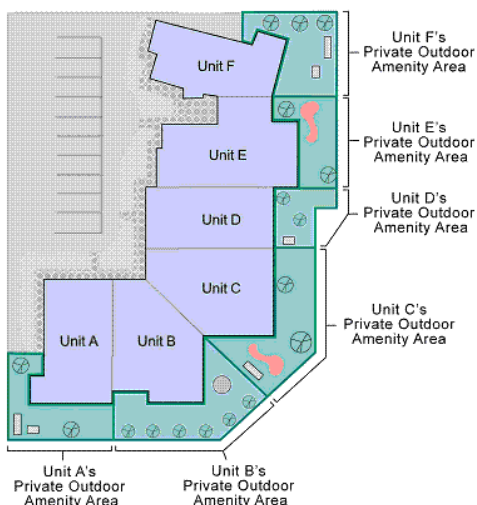 Unit F's
Private Outdoor
Amenity Area
Unit F
Unit E's
Private Outdoor
Amenity Area
Unit E
Unit D's
Private Outdoor
Amenity Area
Unit D
Unit C
Unit C's
Private Outdoor
Amenity Area
Unit A
Unit B
Unit A's
Private Outdoor
Amenity Area
Unit B's
Private Outdoor
Amenity Area